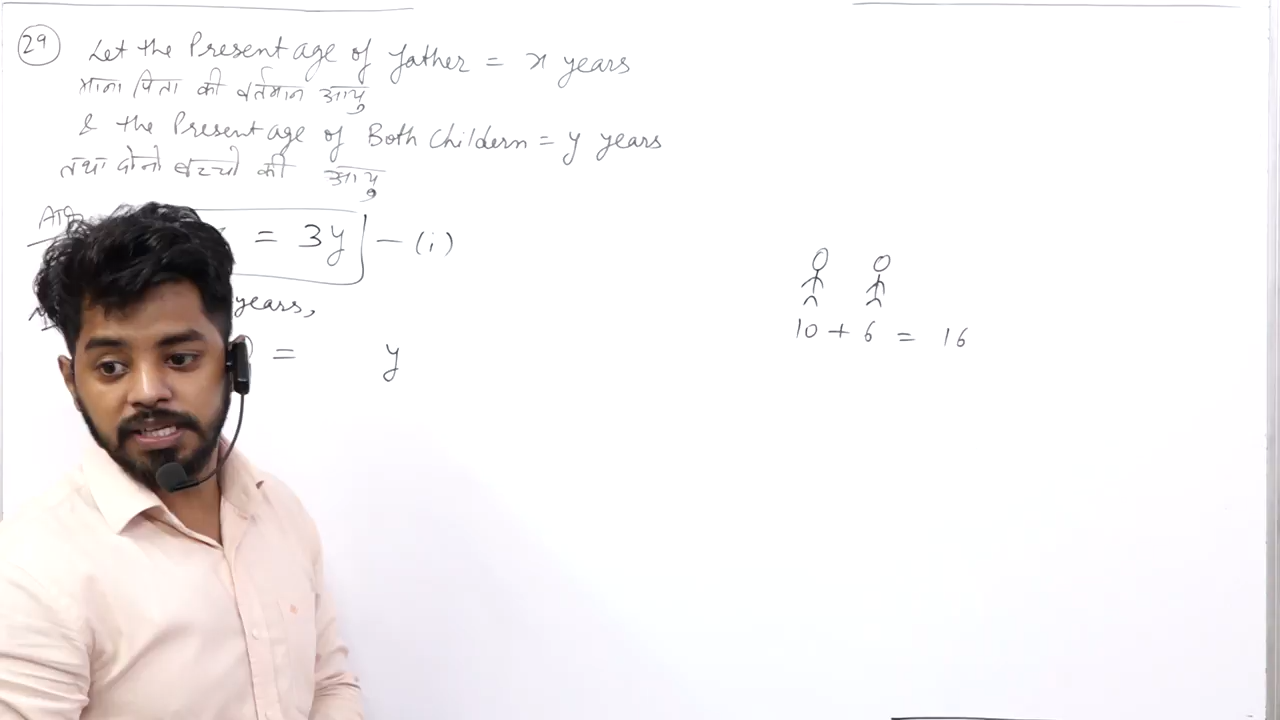 29 Let the Present age of father = x years
माना पिता की वर्तमान आयु
& the Present age of Both Childern = y years
तथा दोनो बच्चो की आयु
ATQ
= 3y - (i)
years,
) = y
10 + 6 = 16